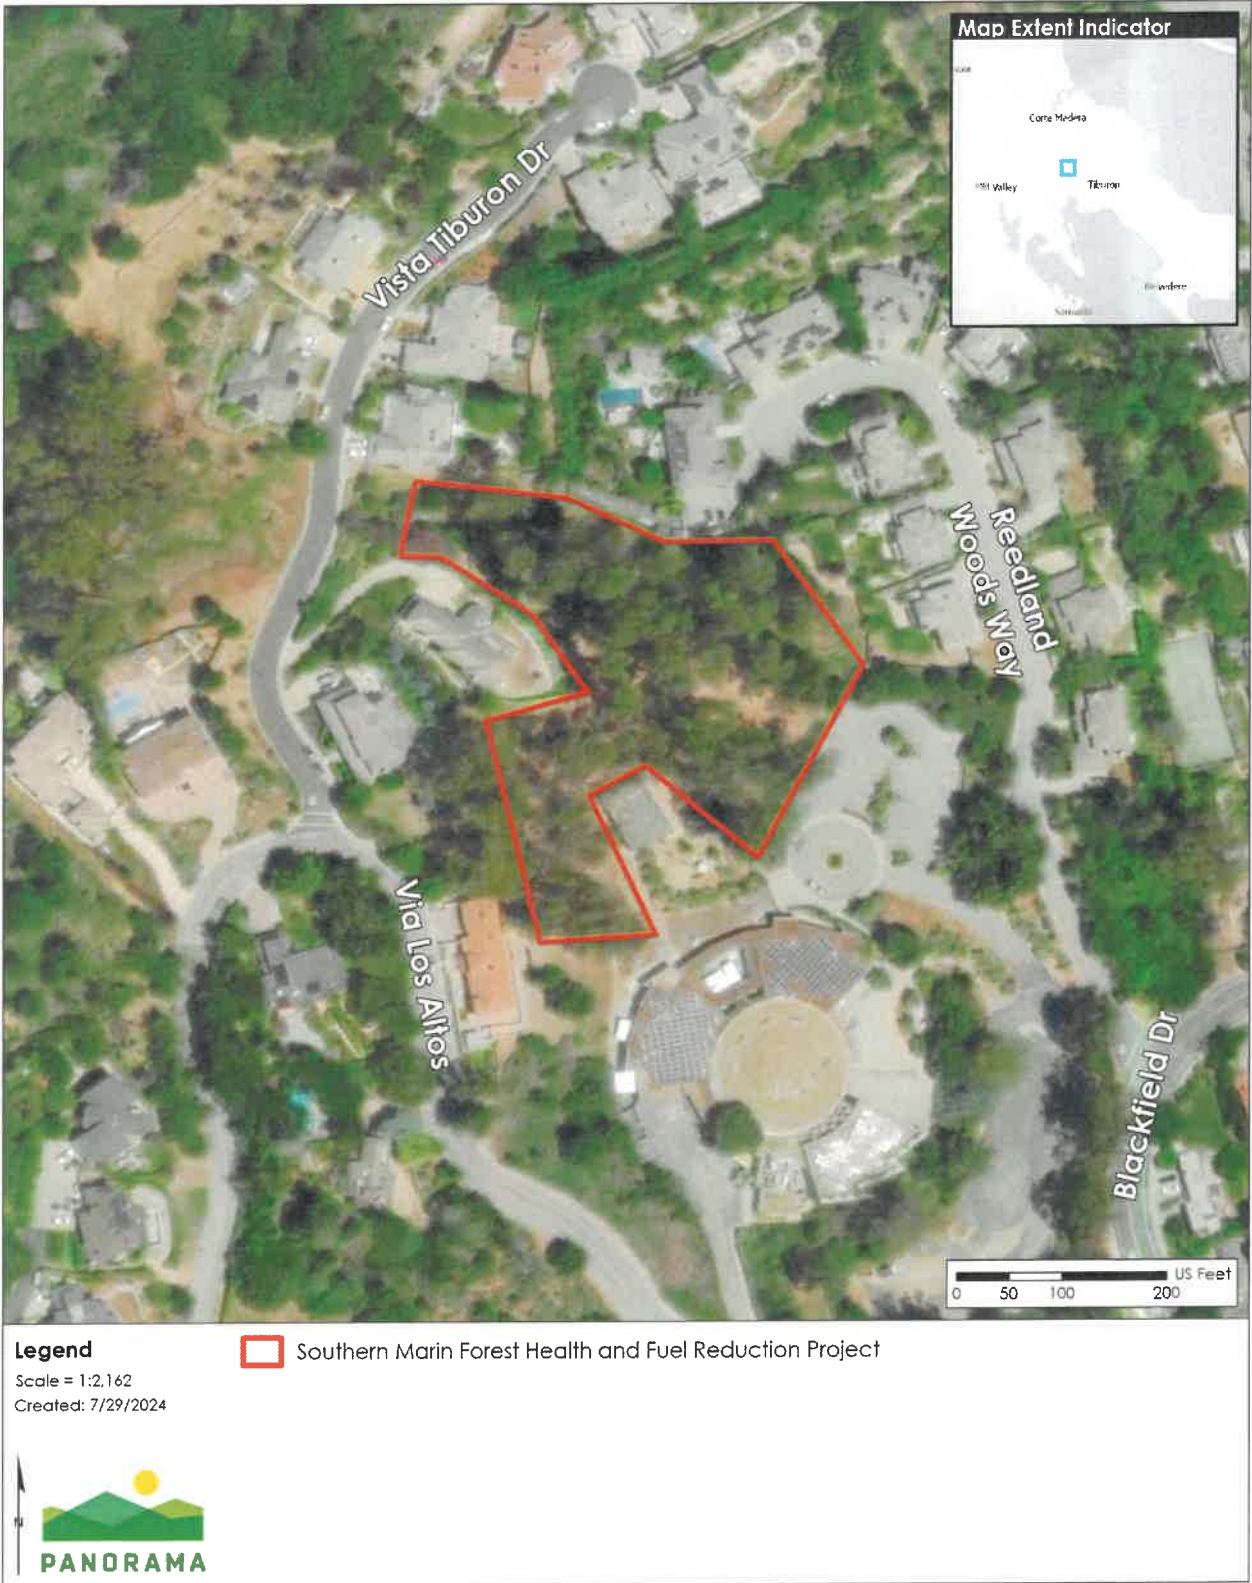 Map Extent Indicator
Corte Madera
Mill Valley
Tiburon
Belvedere
Vista Tiburon Dr
Reedland
Woods Way
Via Los Altos
Blackfield Dr
US Feet
0 50 100 200
Legend
Southern Marin Forest Health and Fuel Reduction Project
Scale = 1:2,162
Created: 7/29/2024
N
PANORAMA